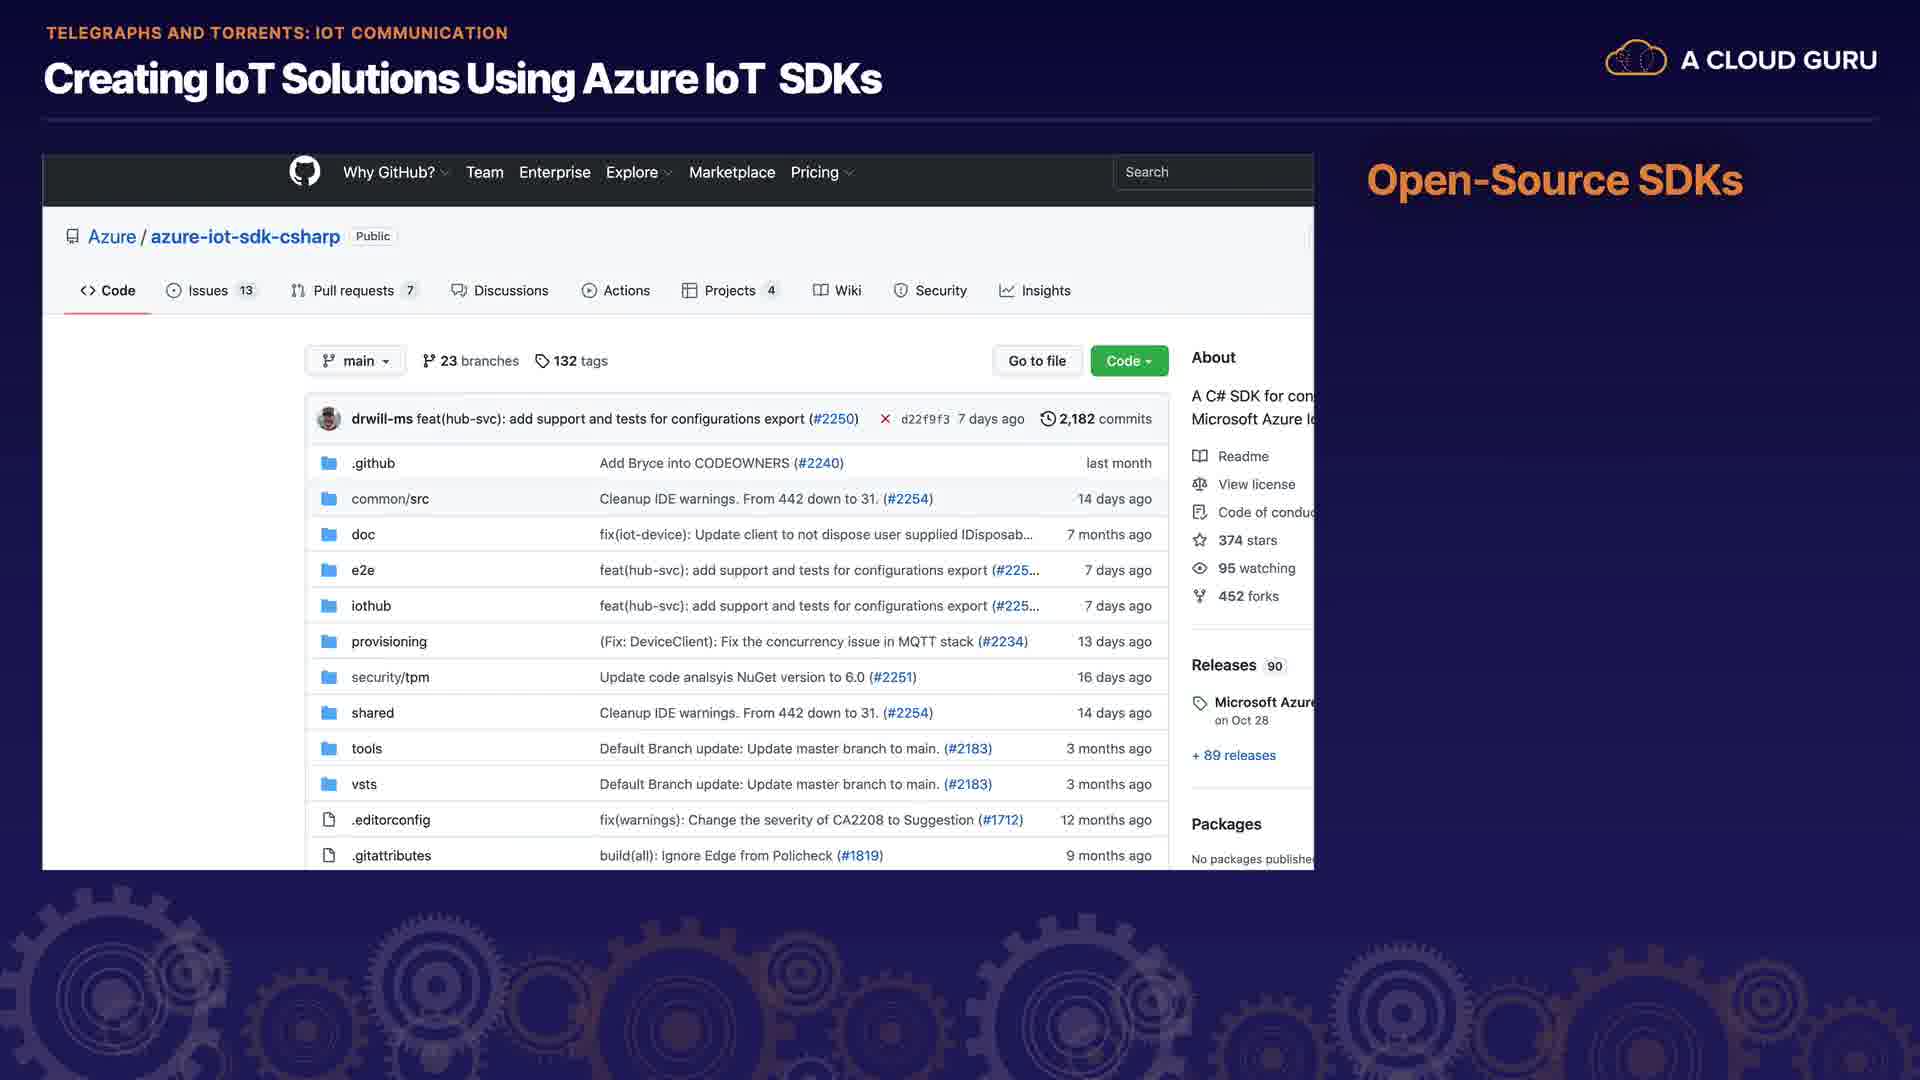 TELEGRAPHS AND TORRENTS: IOT COMMUNICATION
Creating IoT Solutions Using Azure IoT SDKs
A CLOUD GURU
Why GitHub? Team Enterprise Explore Marketplace Pricing Search
Open-Source SDKs
Azure / azure-iot-sdk-csharp Public
Code Issues 13 Pull requests 7 Discussions Actions Projects 4 Wiki Security Insights
main 23 branches 132 tags Go to file Code
drwill-ms feat(hub-svc): add support and tests for configurations export (#2250) d22f9f3 7 days ago 2,182 commits
.github Add Bryce into CODEOWNERS (#2240) last month
common/src Cleanup IDE warnings. From 442 down to 31. (#2254) 14 days ago
doc fix(iot-device): Update client to not dispose user supplied IDisposab... 7 months ago
e2e feat(hub-svc): add support and tests for configurations export (#225... 7 days ago
iothub feat(hub-svc): add support and tests for configurations export (#225... 7 days ago
provisioning (Fix: DeviceClient): Fix the concurrency issue in MQTT stack (#2234) 13 days ago
security/tpm Update code analsyis NuGet version to 6.0 (#2251) 16 days ago
shared Cleanup IDE warnings. From 442 down to 31. (#2254) 14 days ago
tools Default Branch update: Update master branch to main. (#2183) 3 months ago
vsts Default Branch update: Update master branch to main. (#2183) 3 months ago
.editorconfig fix(warnings): Change the severity of CA2208 to Suggestion (#1712) 12 months ago
.gitattributes build(all): Ignore Edge from Policheck (#1819) 9 months ago
About
A C# SDK for con
Microsoft Azure
Readme
View license
Code of conduc
374 stars
95 watching
452 forks
Releases 90
Microsoft Azure
on Oct 28
+ 89 releases
Packages
No packages publishe